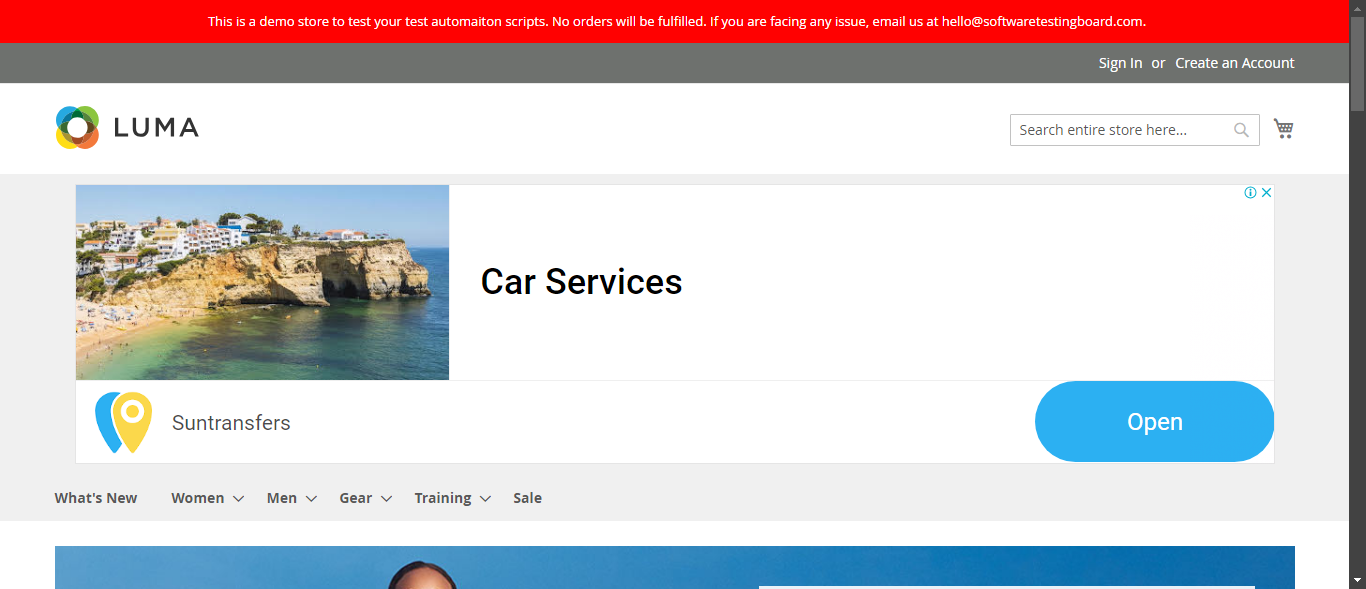 This is a demo store to test your test automaiton scripts. No orders will be fulfilled. If you are facing any issue, email us at hello@softwaretestingboard.com.
Sign In or Create an Account
LUMA
Search entire store here...
Car Services
Suntransfers
Open
What's New Women Men Gear Training Sale